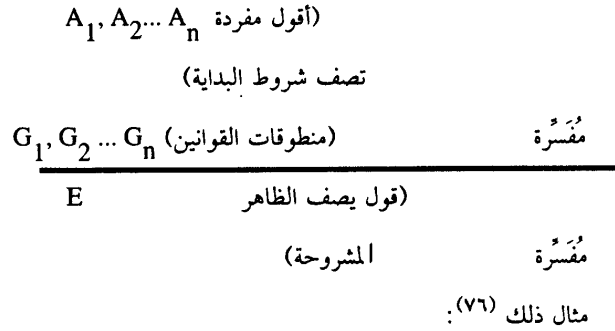 A1, A2... An (أقول مفردة
تصف شروط البداية)
G1, G2 ... Gn (منطوقات القوانين) مُفَسِّرة
E (قول يصف الظاهر
مُفَسَّرة المشروحة)
مثال ذلك (٧٦):